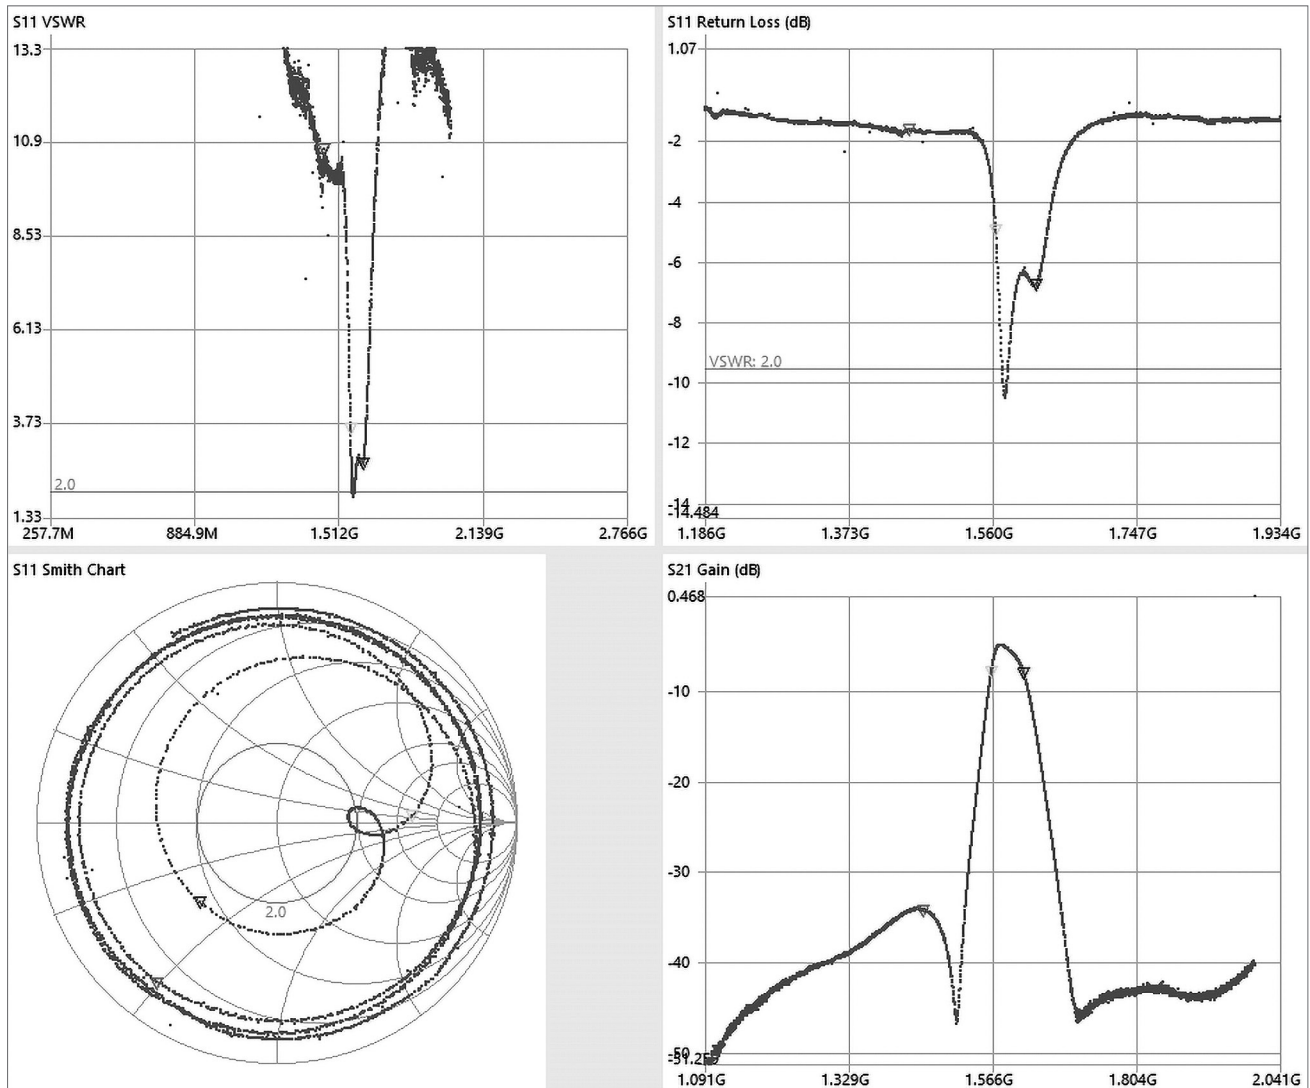 S11 VSWR
13.3
10.9
8.53
6.13
3.73
2.0
1.33
257.7M 884.9M 1.512G 2.139G 2.766G
S11 Return Loss (dB)
1.07
-2
-4
-6
-8
VSWR: 2.0
-10
-12
-14
-14.484
1.186G 1.373G 1.560G 1.747G 1.934G
S11 Smith Chart
2.0
S21 Gain (dB)
0.468
-10
-20
-30
-40
-50
1.091G 1.329G 1.566G 1.804G 2.041G